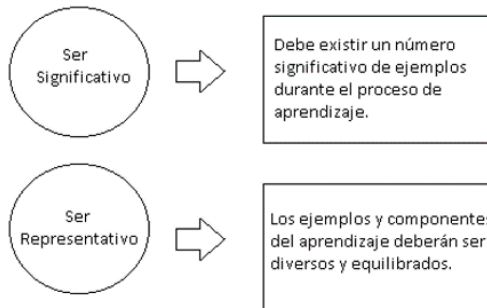 Ser
Significativo
Debe existir un número
significativo de ejemplos
durante el proceso de
aprendizaje.
Ser
Representativo
Los ejemplos y componentes
del aprendizaje deberán ser
diversos y equilibrados.